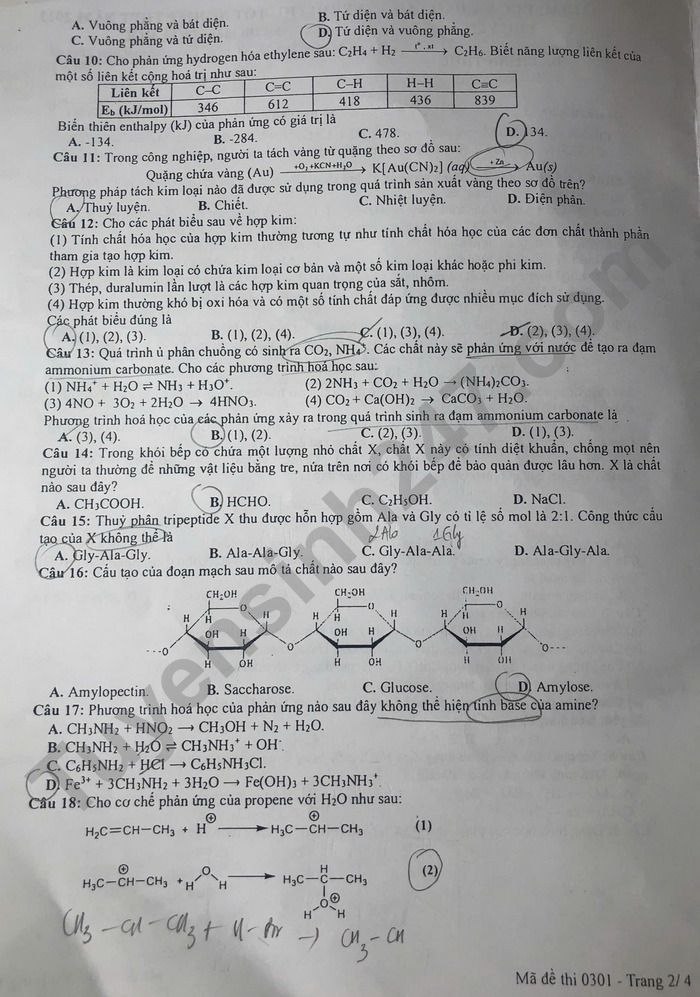 A. Vuông phẳng và bát diện. B. Tứ diện và bát diện.
C. Vuông phẳng và tứ diện. D. Tứ diện và vuông phẳng.
Câu 10: Cho phản ứng hydrogen hóa ethylene sau: C₂H₄ + H₂ —t°, xt→ C₂H₆. Biết năng lượng liên kết của
một số liên kết cộng hoá trị như sau:
Liên kết C–C C=C C–H H–H C≡C
E_b (kJ/mol) 346 612 418 436 839
Biến thiên enthalpy (kJ) của phản ứng có giá trị là
A. -134. B. -284. C. 478. D. 134.
Câu 11: Trong công nghiệp, người ta tách vàng từ quặng theo sơ đồ sau:
Quặng chứa vàng (Au) —+O₂+KCN+H₂O→ K[Au(CN)₂] (aq) —+Zn→ Au(s)
Phương pháp tách kim loại nào đã được sử dụng trong quá trình sản xuất vàng theo sơ đồ trên?
A. Thuỷ luyện. B. Chiết. C. Nhiệt luyện. D. Điện phân.
Câu 12: Cho các phát biểu sau về hợp kim:
(1) Tính chất hóa học của hợp kim thường tương tự như tính chất hóa học của các đơn chất thành phần
tham gia tạo hợp kim.
(2) Hợp kim là kim loại có chứa kim loại cơ bản và một số kim loại khác hoặc phi kim.
(3) Thép, duralumin lần lượt là các hợp kim quan trọng của sắt, nhôm.
(4) Hợp kim thường khó bị oxi hóa và có một số tính chất đáp ứng được nhiều mục đích sử dụng.
Các phát biểu đúng là
A. (1), (2), (3). B. (1), (2), (4). C. (1), (3), (4). D. (2), (3), (4).
Câu 13: Quá trình ủ phân chuồng có sinh ra CO₂, NH₄⁺. Các chất này sẽ phản ứng với nước để tạo ra đạm
ammonium carbonate. Cho các phương trình hoá học sau:
(1) NH₄⁺ + H₂O ⇌ NH₃ + H₃O⁺. (2) 2NH₃ + CO₂ + H₂O → (NH₄)₂CO₃.
(3) 4NO + 3O₂ + 2H₂O → 4HNO₃. (4) CO₂ + Ca(OH)₂ → CaCO₃ + H₂O.
Phương trình hoá học của các phản ứng xảy ra trong quá trình sinh ra đạm ammonium carbonate là
A. (3), (4). B. (1), (2). C. (2), (3). D. (1), (3).
Câu 14: Trong khói bếp có chứa một lượng nhỏ chất X, chất X này có tính diệt khuẩn, chống mọt nên
người ta thường để những vật liệu bằng tre, nứa trên nơi có khói bếp để bảo quản được lâu hơn. X là chất
nào sau đây?
A. CH₃COOH. B. HCHO. C. C₂H₅OH. D. NaCl.
Câu 15: Thuỷ phân tripeptide X thu được hỗn hợp gồm Ala và Gly có tỉ lệ số mol là 2:1. Công thức cấu
tạo của X không thể là 2Ala 1Gly
A. Gly-Ala-Gly. B. Ala-Ala-Gly. C. Gly-Ala-Ala. D. Ala-Gly-Ala.
Câu 16: Cấu tạo của đoạn mạch sau mô tả chất nào sau đây?
CH₂OH CH₂OH CH₂OH
O O O
H H H H H H
OH H OH H OH H
---O O O O---
H OH H OH H OH
A. Amylopectin. B. Saccharose. C. Glucose. D. Amylose.
Câu 17: Phương trình hoá học của phản ứng nào sau đây không thể hiện tính base của amine?
A. CH₃NH₂ + HNO₂ → CH₃OH + N₂ + H₂O.
B. CH₃NH₂ + H₂O ⇌ CH₃NH₃⁺ + OH⁻.
C. C₆H₅NH₂ + HCl → C₆H₅NH₃Cl.
D. Fe³⁺ + 3CH₃NH₂ + 3H₂O → Fe(OH)₃ + 3CH₃NH₃⁺.
Câu 18: Cho cơ chế phản ứng của propene với H₂O như sau:
H₂C=CH–CH₃ + H⊕ → H₃C–CH⊕–CH₃ (1)
H₃C–CH⊕–CH₃ + H–O–H → H₃C–CH–CH₃ (2)
O⊕
H H
CH₃ – CH – CH₃ + H – Br → CH₃ – CH
Mã đề thi 0301 - Trang 2/ 4
Tuyensinh247.com